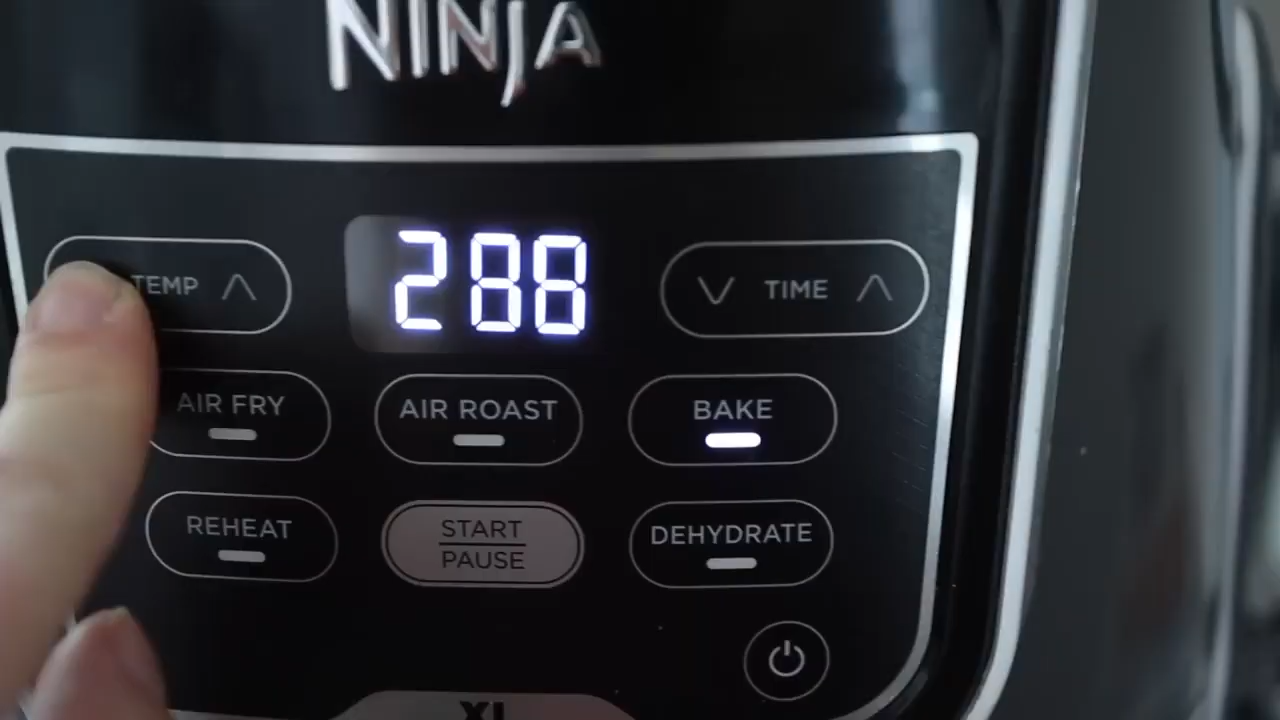 NINJA
TEMP
288
TIME
AIR FRY
AIR ROAST
BAKE
REHEAT
START
PAUSE
DEHYDRATE
XL